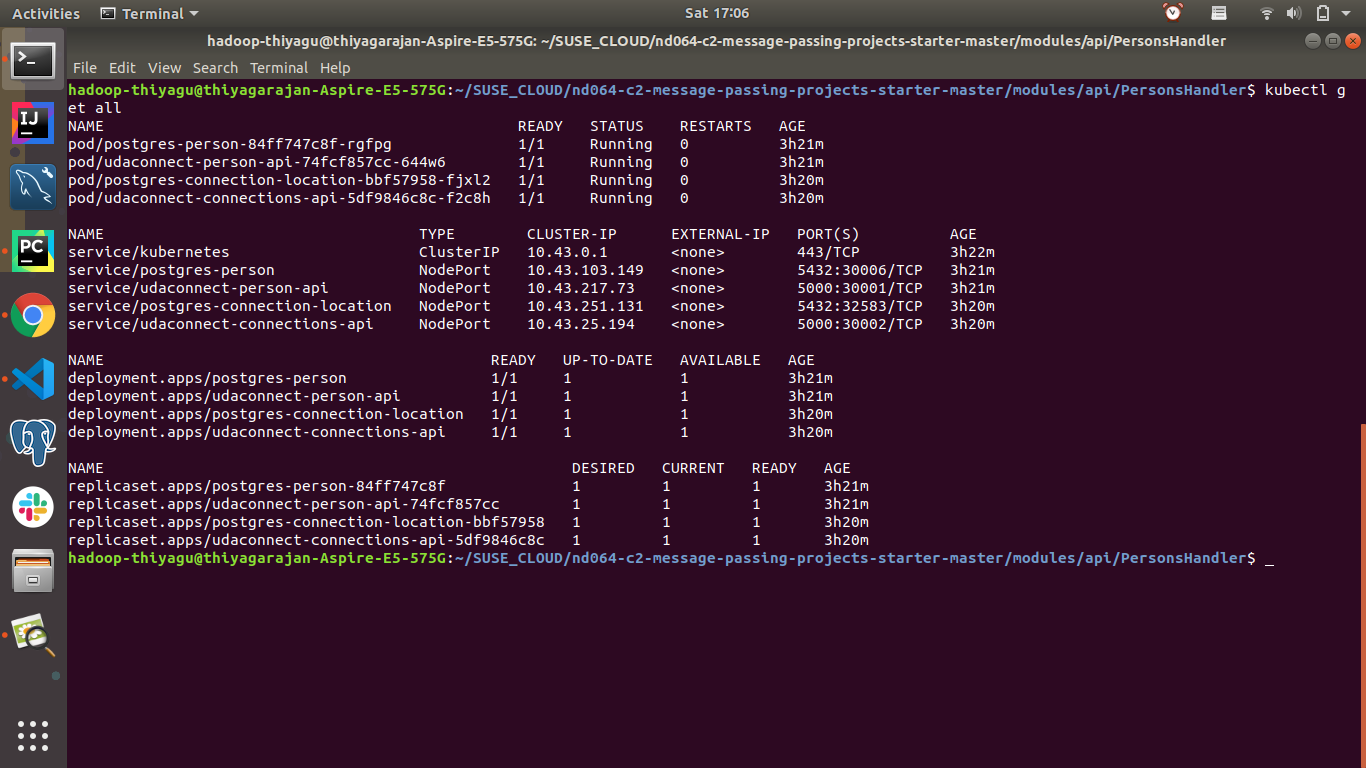 Activities Terminal Sat 17:06
hadoop-thiyagu@thiyagarajan-Aspire-E5-575G: ~/SUSE_CLOUD/nd064-c2-message-passing-projects-starter-master/modules/api/PersonsHandler
File Edit View Search Terminal Help
hadoop-thiyagu@thiyagarajan-Aspire-E5-575G:~/SUSE_CLOUD/nd064-c2-message-passing-projects-starter-master/modules/api/PersonsHandler$ kubectl g
et all
NAME READY STATUS RESTARTS AGE
pod/postgres-person-84ff747c8f-rgfpg 1/1 Running 0 3h21m
pod/udaconnect-person-api-74fcf857cc-644w6 1/1 Running 0 3h21m
pod/postgres-connection-location-bbf57958-fjxl2 1/1 Running 0 3h20m
pod/udaconnect-connections-api-5df9846c8c-f2c8h 1/1 Running 0 3h20m
NAME TYPE CLUSTER-IP EXTERNAL-IP PORT(S) AGE
service/kubernetes ClusterIP 10.43.0.1 <none> 443/TCP 3h22m
service/postgres-person NodePort 10.43.103.149 <none> 5432:30006/TCP 3h21m
service/udaconnect-person-api NodePort 10.43.217.73 <none> 5000:30001/TCP 3h21m
service/postgres-connection-location NodePort 10.43.251.131 <none> 5432:32583/TCP 3h20m
service/udaconnect-connections-api NodePort 10.43.25.194 <none> 5000:30002/TCP 3h20m
NAME READY UP-TO-DATE AVAILABLE AGE
deployment.apps/postgres-person 1/1 1 1 3h21m
deployment.apps/udaconnect-person-api 1/1 1 1 3h21m
deployment.apps/postgres-connection-location 1/1 1 1 3h20m
deployment.apps/udaconnect-connections-api 1/1 1 1 3h20m
NAME DESIRED CURRENT READY AGE
replicaset.apps/postgres-person-84ff747c8f 1 1 1 3h21m
replicaset.apps/udaconnect-person-api-74fcf857cc 1 1 1 3h21m
replicaset.apps/postgres-connection-location-bbf57958 1 1 1 3h20m
replicaset.apps/udaconnect-connections-api-5df9846c8c 1 1 1 3h20m
hadoop-thiyagu@thiyagarajan-Aspire-E5-575G:~/SUSE_CLOUD/nd064-c2-message-passing-projects-starter-master/modules/api/PersonsHandler$ _
IJ
PC